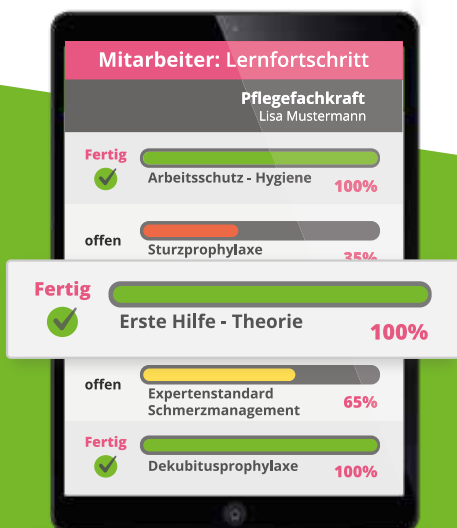 Mitarbeiter: Lernfortschritt
Pflegefachkraft
Lisa Mustermann
Fertig
Arbeitsschutz - Hygiene
100%
offen
Sturzprophylaxe
35%
Fertig
Erste Hilfe - Theorie
100%
offen
Expertenstandard
Schmerzmanagement
65%
Fertig
Dekubitusprophylaxe
100%